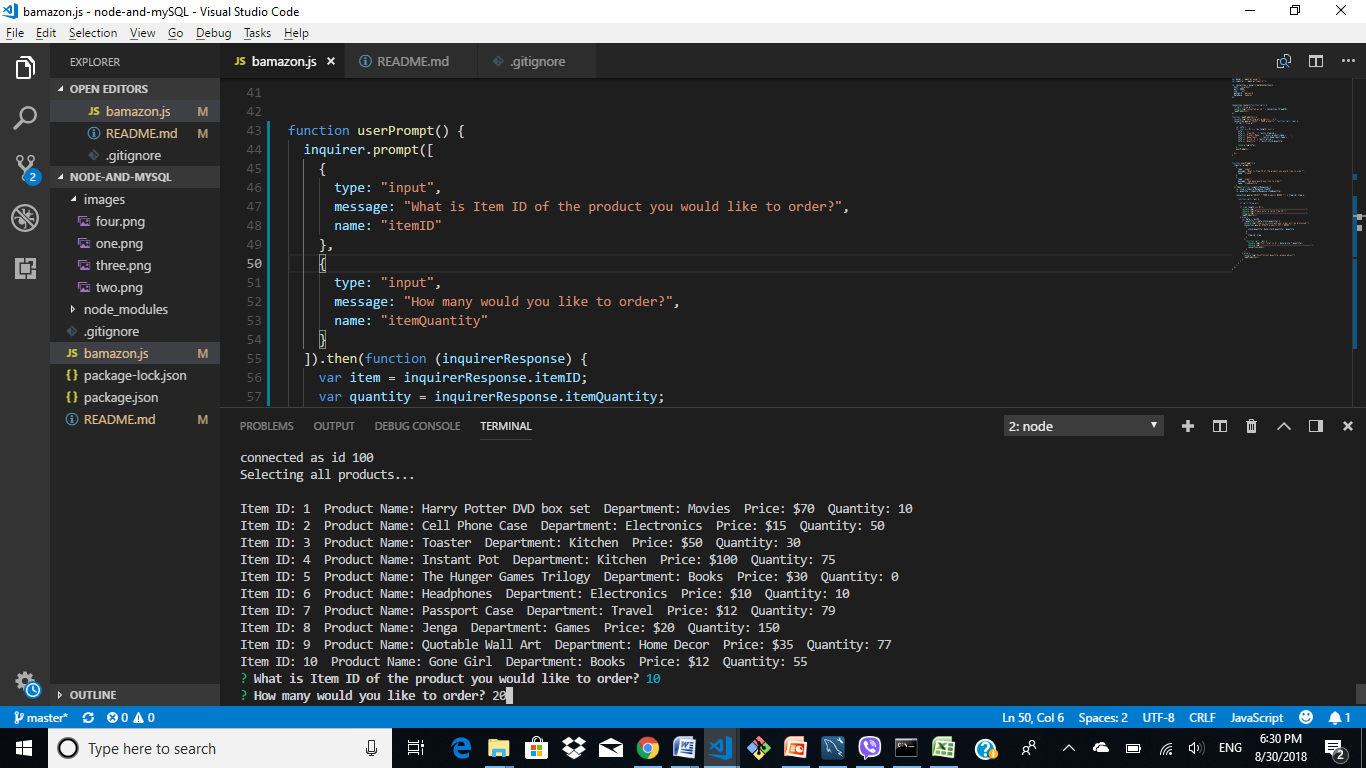 bamazon.js - node-and-mySQL - Visual Studio Code
File Edit Selection View Go Debug Tasks Help
EXPLORER
OPEN EDITORS
JS bamazon.js M
README.md M
.gitignore
NODE-AND-MYSQL
images
four.png
one.png
three.png
two.png
node_modules
.gitignore
JS bamazon.js M
{} package-lock.json
{} package.json
README.md M
OUTLINE
2
JS bamazon.js × README.md .gitignore
41
42
43 function userPrompt() {
44 inquirer.prompt([
45 {
46 type: "input",
47 message: "What is Item ID of the product you would like to order?",
48 name: "itemID"
49 },
50 {
51 type: "input",
52 message: "How many would you like to order?",
53 name: "itemQuantity"
54 }
55 ]).then(function (inquirerResponse) {
56 var item = inquirerResponse.itemID;
57 var quantity = inquirerResponse.itemQuantity;
PROBLEMS OUTPUT DEBUG CONSOLE TERMINAL 2: node
connected as id 100
Selecting all products...
Item ID: 1 Product Name: Harry Potter DVD box set Department: Movies Price: $70 Quantity: 10
Item ID: 2 Product Name: Cell Phone Case Department: Electronics Price: $15 Quantity: 50
Item ID: 3 Product Name: Toaster Department: Kitchen Price: $50 Quantity: 30
Item ID: 4 Product Name: Instant Pot Department: Kitchen Price: $100 Quantity: 75
Item ID: 5 Product Name: The Hunger Games Trilogy Department: Books Price: $30 Quantity: 0
Item ID: 6 Product Name: Headphones Department: Electronics Price: $10 Quantity: 10
Item ID: 7 Product Name: Passport Case Department: Travel Price: $12 Quantity: 79
Item ID: 8 Product Name: Jenga Department: Games Price: $20 Quantity: 150
Item ID: 9 Product Name: Quotable Wall Art Department: Home Decor Price: $35 Quantity: 77
Item ID: 10 Product Name: Gone Girl Department: Books Price: $12 Quantity: 55
? What is Item ID of the product you would like to order? 10
? How many would you like to order? 20
master* 0 0 Ln 50, Col 6 Spaces: 2 UTF-8 CRLF JavaScript 1
Type here to search ENG 6:30 PM
8/30/2018 2